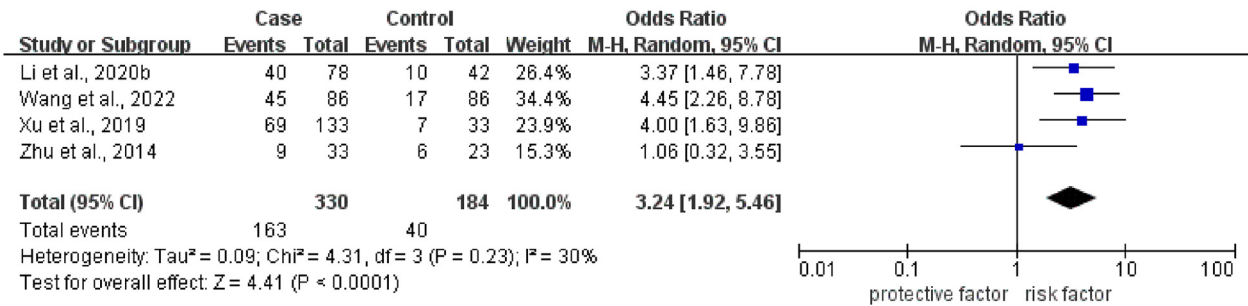 Case Control Odds Ratio Odds Ratio
Study or Subgroup Events Total Events Total Weight M-H, Random, 95% CI M-H, Random, 95% CI
Li et al., 2020b 40 78 10 42 26.4% 3.37 [1.46, 7.78]
Wang et al., 2022 45 86 17 86 34.4% 4.45 [2.26, 8.78]
Xu et al., 2019 69 133 7 33 23.9% 4.00 [1.63, 9.86]
Zhu et al., 2014 9 33 6 23 15.3% 1.06 [0.32, 3.55]
Total (95% CI) 330 184 100.0% 3.24 [1.92, 5.46]
Total events 163 40
Heterogeneity: Tau² = 0.09; Chi² = 4.31, df = 3 (P = 0.23); I² = 30%
Test for overall effect: Z = 4.41 (P < 0.0001)
0.01 0.1 1 10 100
protective factor risk factor